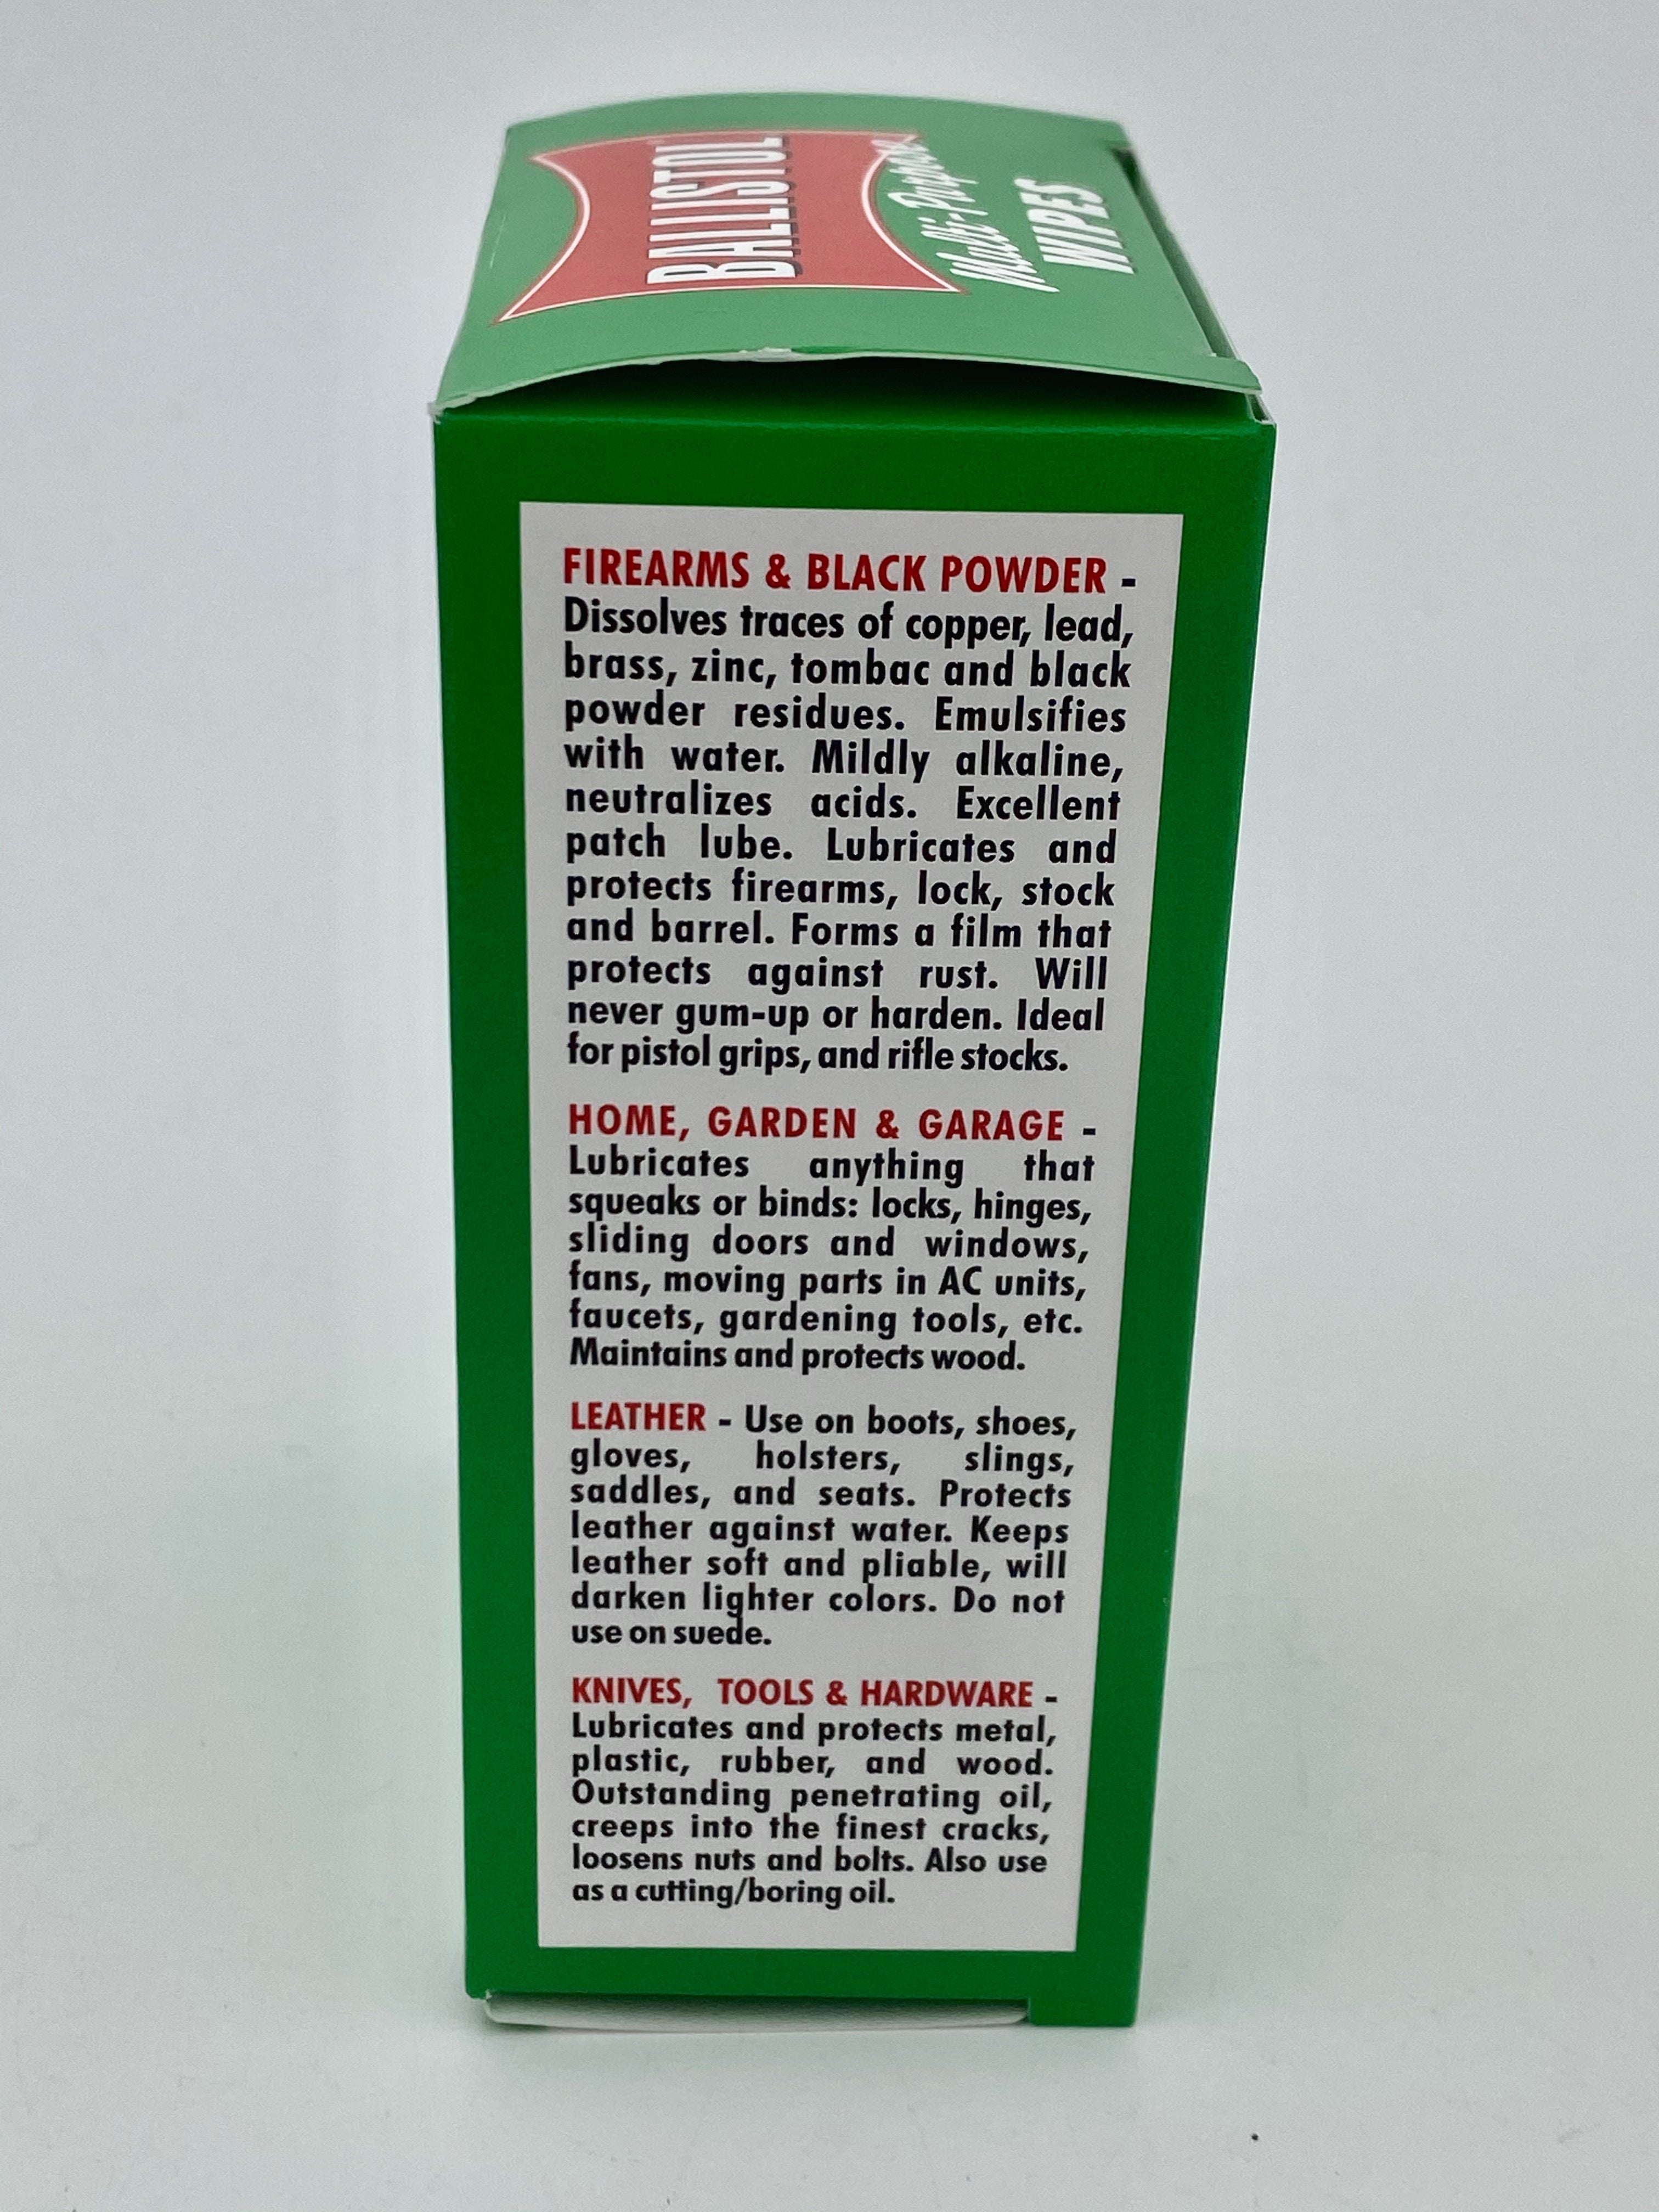 BALLISTOL
Multi-Purpose
WIPES
FIREARMS & BLACK POWDER -
Dissolves traces of copper, lead,
brass, zinc, tombac and black
powder residues. Emulsifies
with water. Mildly alkaline,
neutralizes acids. Excellent
patch lube. Lubricates and
protects firearms, lock, stock
and barrel. Forms a film that
protects against rust. Will
never gum-up or harden. Ideal
for pistol grips, and rifle stocks.
HOME, GARDEN & GARAGE -
Lubricates anything that
squeaks or binds: locks, hinges,
sliding doors and windows,
fans, moving parts in AC units,
faucets, gardening tools, etc.
Maintains and protects wood.
LEATHER - Use on boots, shoes,
gloves, holsters, slings,
saddles, and seats. Protects
leather against water. Keeps
leather soft and pliable, will
darken lighter colors. Do not
use on suede.
KNIVES, TOOLS & HARDWARE -
Lubricates and protects metal,
plastic, rubber, and wood.
Outstanding penetrating oil,
creeps into the finest cracks,
loosens nuts and bolts. Also use
as a cutting/boring oil.